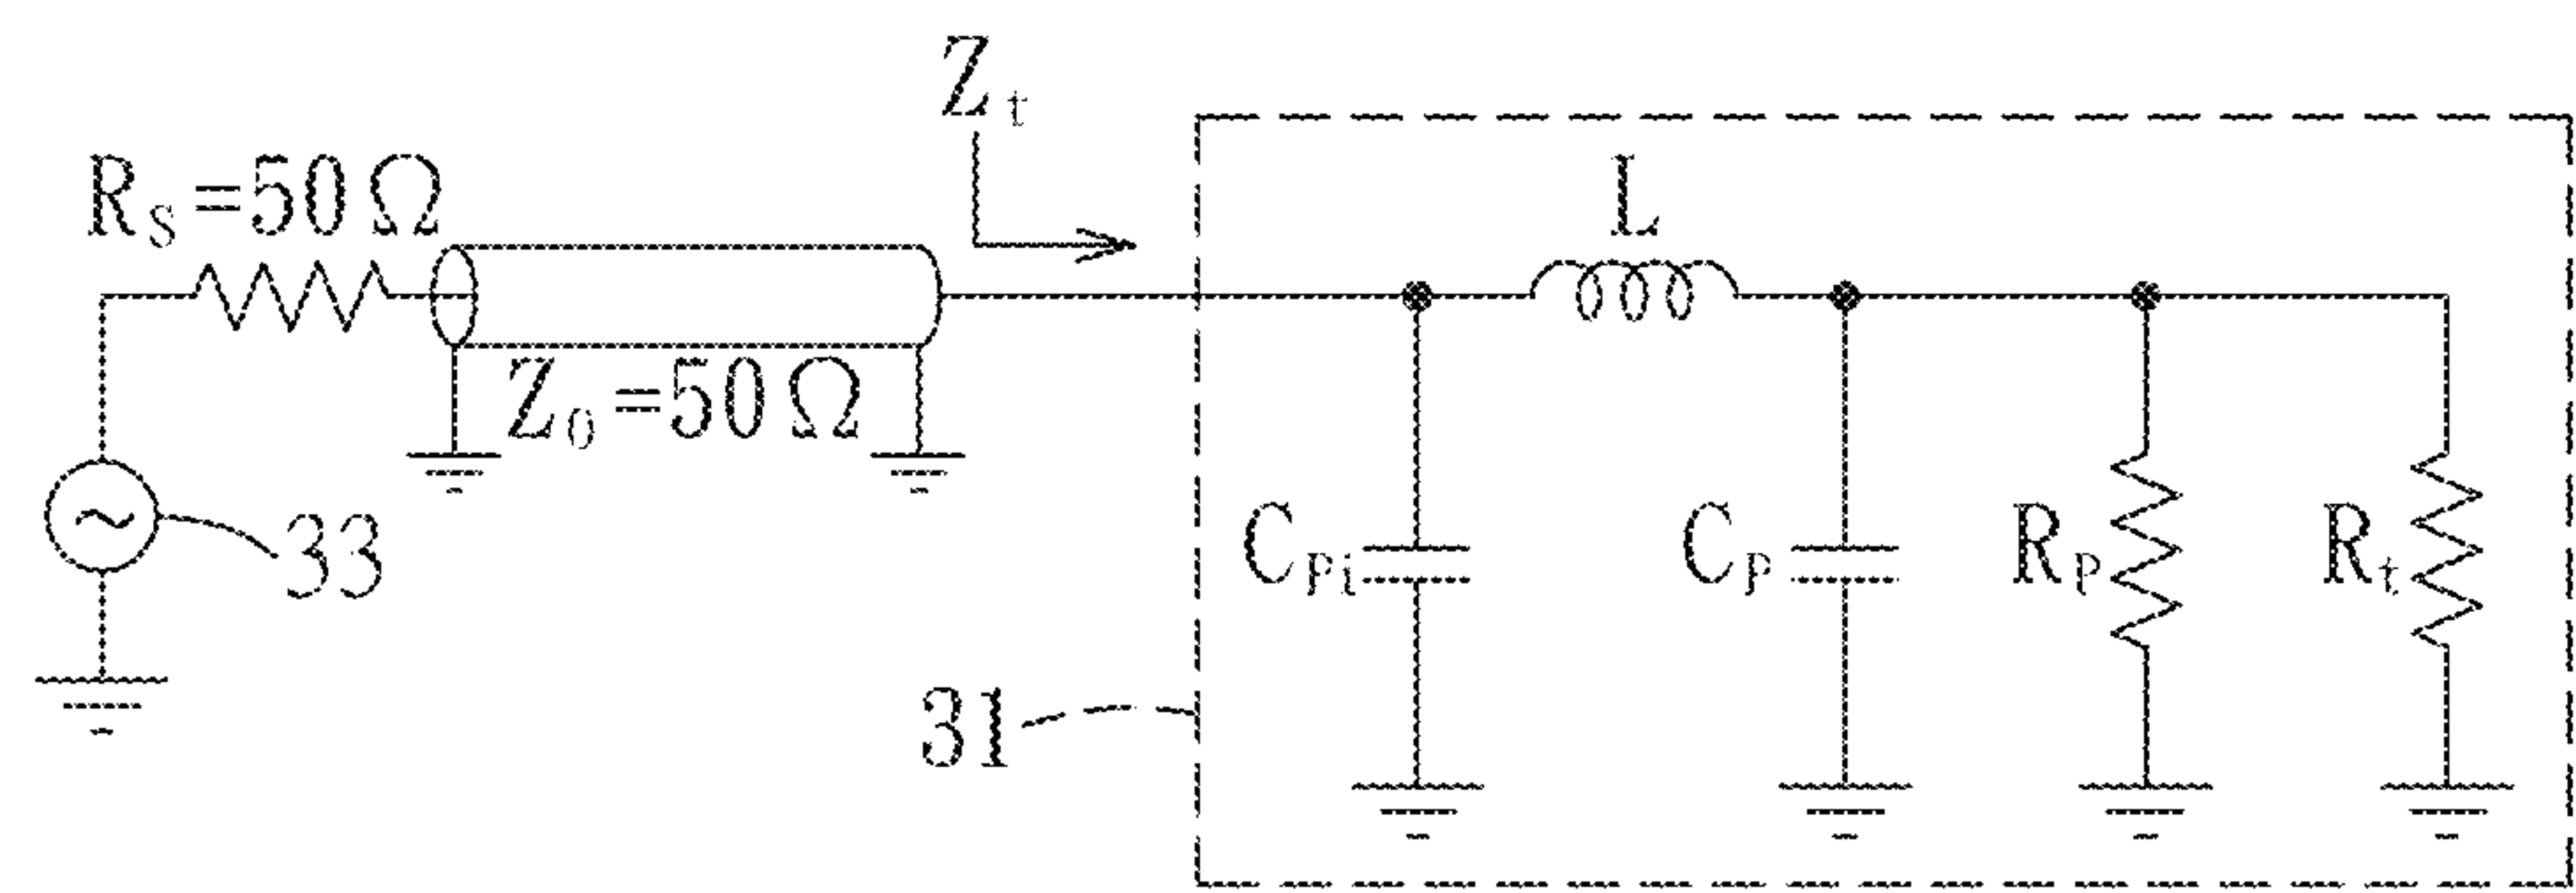 Zt
RS=50Ω
L
Z0=50Ω
CPi
CP
RP
Rt
33
31